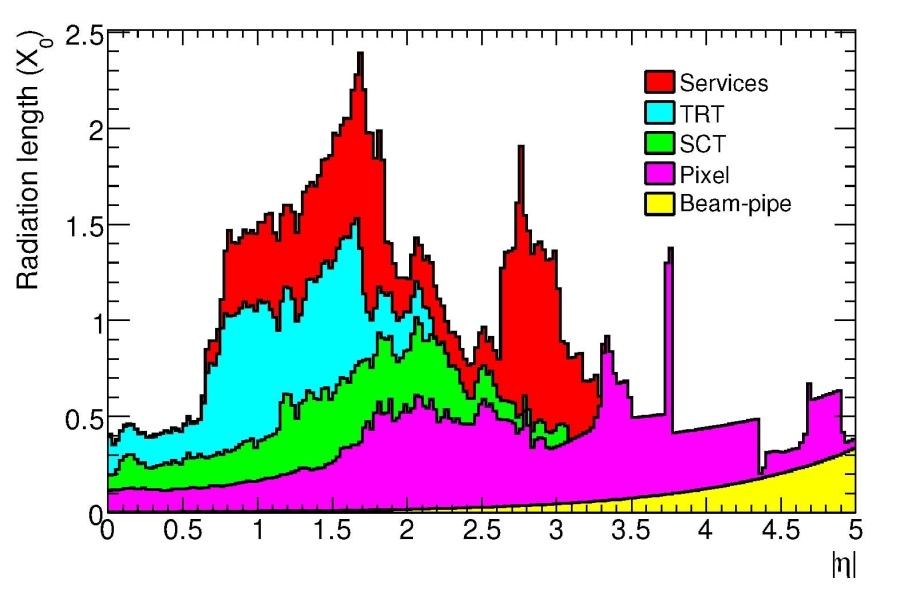 Radiation length (X₀)
2.5
2
1.5
1
0.5
0
Services
TRT
SCT
Pixel
Beam-pipe
0 0.5 1 1.5 2 2.5 3 3.5 4 4.5 5
|η|